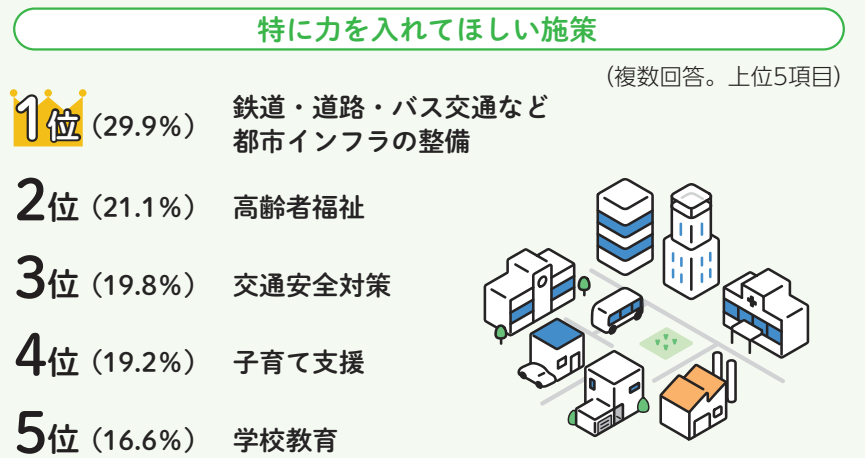 特に力を入れてほしい施策
(複数回答。上位5項目)
1位(29.9%) 鉄道・道路・バス交通など
都市インフラの整備
2位(21.1%) 高齢者福祉
3位(19.8%) 交通安全対策
4位(19.2%) 子育て支援
5位(16.6%) 学校教育